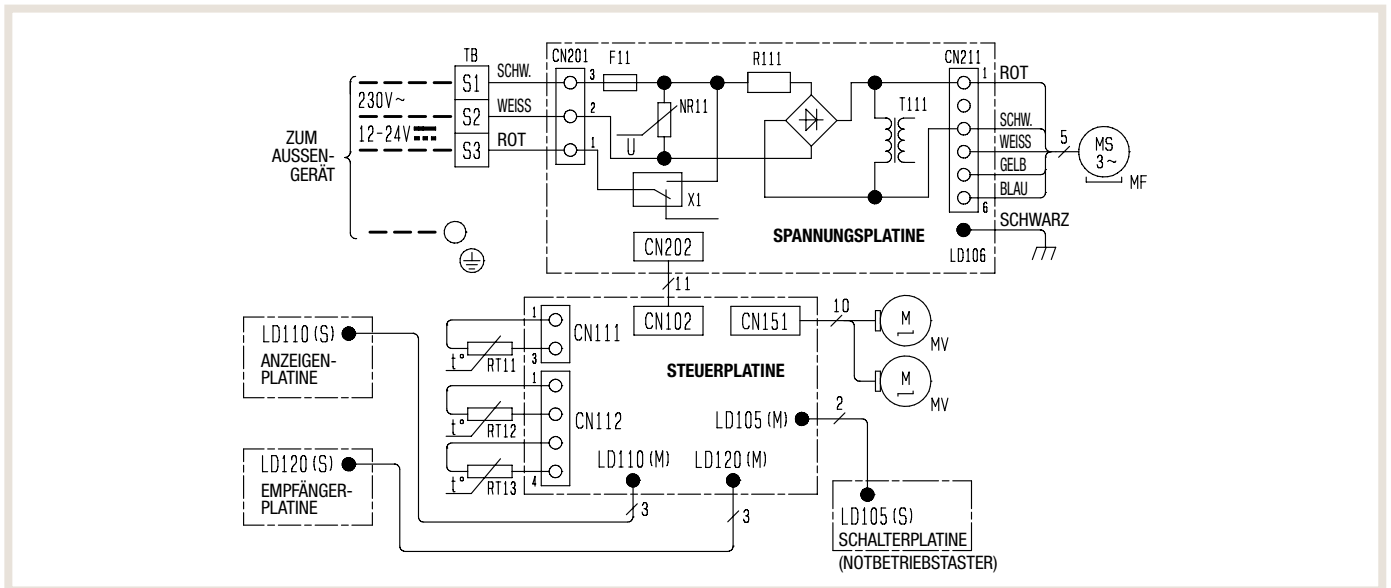 TB
CN201
F11
R111
CN211
S1
SCHW.
3
1
ROT
230V~
T111
S2
WEISS
2
NR11
SCHW.
12-24V
WEISS
5
MS
3~
ZUM
AUSSEN-
GERÄT
S3
ROT
1
U
GELB
MF
X1
BLAU
6
SPANNUNGSPLATINE
SCHWARZ
CN202
LD106
11
1
CN111
CN102
CN151
10
M
MV
LD110 (S)
ANZEIGEN-
PLATINE
t°
RT11
3
STEUERPLATINE
1
M
MV
t°
RT12
CN112
LD105 (M)
2
LD120 (S)
EMPFÄNGER-
PLATINE
t°
RT13
4
LD110 (M)
LD120 (M)
3
3
LD105 (S)
SCHALTERPLATINE
(NOTBETRIEBSTASTER)